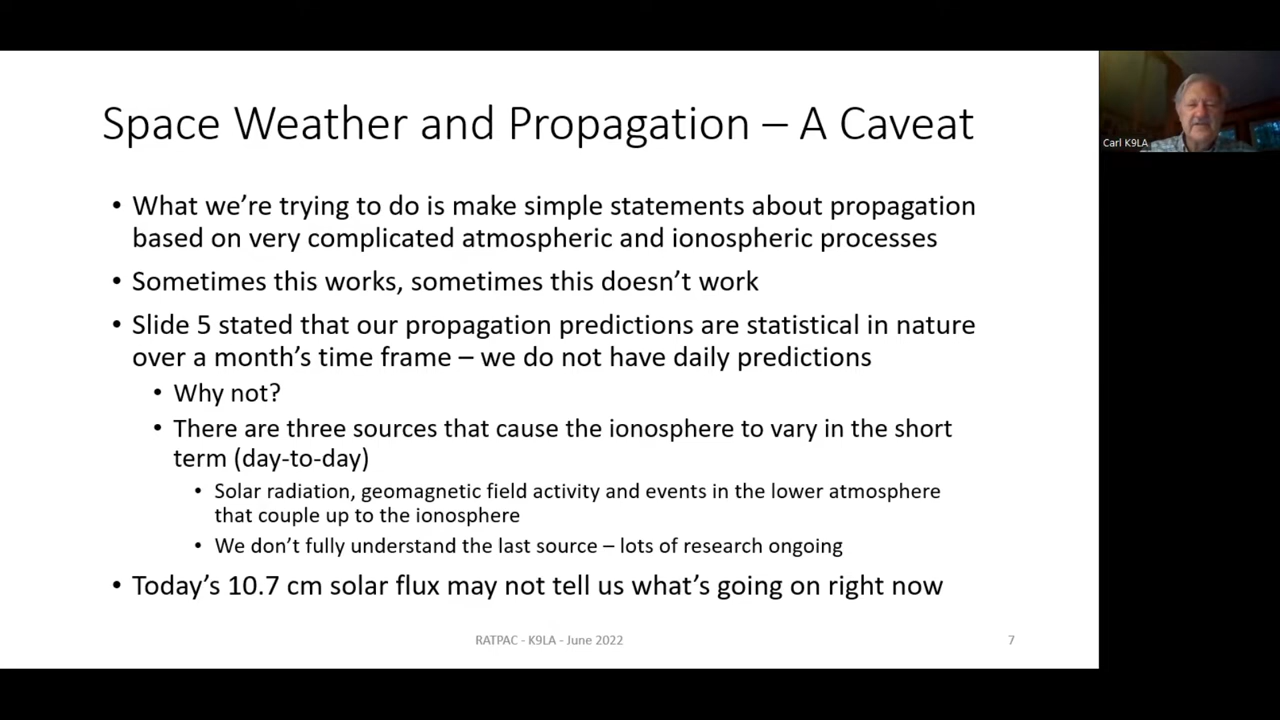 Space Weather and Propagation – A Caveat
• What we're trying to do is make simple statements about propagation
based on very complicated atmospheric and ionospheric processes
• Sometimes this works, sometimes this doesn't work
• Slide 5 stated that our propagation predictions are statistical in nature
over a month's time frame – we do not have daily predictions
• Why not?
• There are three sources that cause the ionosphere to vary in the short
term (day-to-day)
• Solar radiation, geomagnetic field activity and events in the lower atmosphere
that couple up to the ionosphere
• We don't fully understand the last source – lots of research ongoing
• Today's 10.7 cm solar flux may not tell us what's going on right now
RATPAC - K9LA - June 2022
7
Carl K9LA